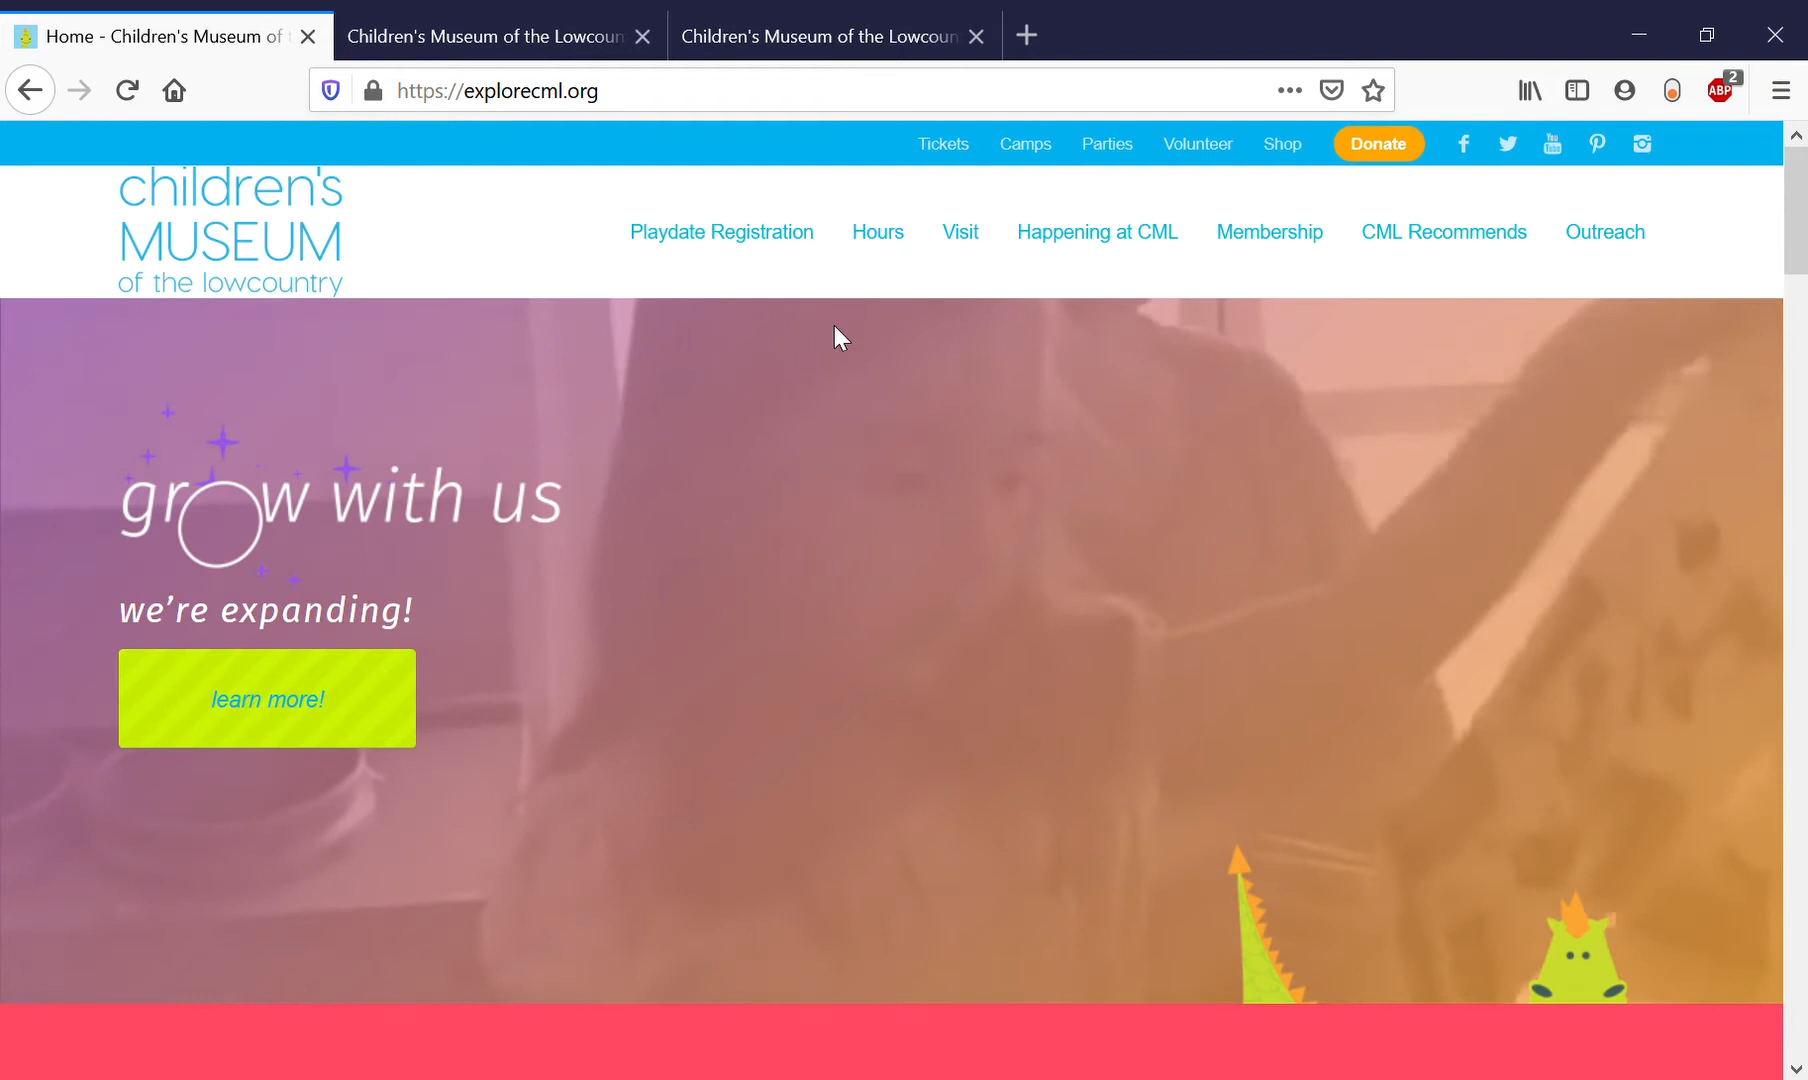 Home - Children's Museum of t
Children's Museum of the Lowcoun
Children's Museum of the Lowcoun
https://explorecml.org
ABP
2
Tickets
Camps
Parties
Volunteer
Shop
Donate
You
Tube
children's
MUSEUM
of the lowcountry
Playdate Registration
Hours
Visit
Happening at CML
Membership
CML Recommends
Outreach
grow with us
we're expanding!
learn more!